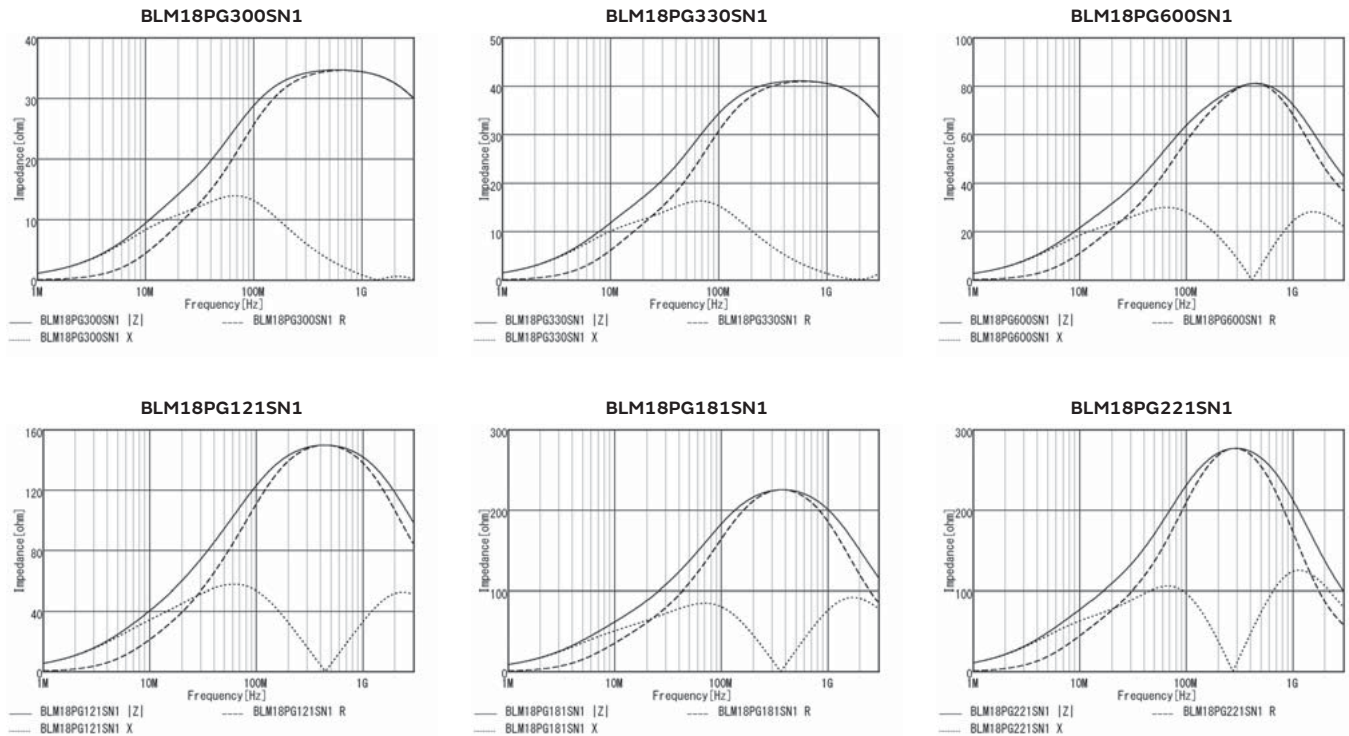 BLM18PG300SN1
40
30
20
10
0
Impedance[ohm]
1M 10M 100M 1G
Frequency[Hz]
BLM18PG300SN1 |Z| BLM18PG300SN1 R
BLM18PG300SN1 X
BLM18PG330SN1
50
40
30
20
10
0
Impedance[ohm]
1M 10M 100M 1G
Frequency[Hz]
BLM18PG330SN1 |Z| BLM18PG330SN1 R
BLM18PG330SN1 X
BLM18PG600SN1
100
80
60
40
20
0
Impedance[ohm]
1M 10M 100M 1G
Frequency[Hz]
BLM18PG600SN1 |Z| BLM18PG600SN1 R
BLM18PG600SN1 X
BLM18PG121SN1
160
120
80
40
0
Impedance[ohm]
1M 10M 100M 1G
Frequency[Hz]
BLM18PG121SN1 |Z| BLM18PG121SN1 R
BLM18PG121SN1 X
BLM18PG181SN1
300
200
100
0
Impedance[ohm]
1M 10M 100M 1G
Frequency[Hz]
BLM18PG181SN1 |Z| BLM18PG181SN1 R
BLM18PG181SN1 X
BLM18PG221SN1
300
200
100
0
Impedance[ohm]
1M 10M 100M 1G
Frequency[Hz]
BLM18PG221SN1 |Z| BLM18PG221SN1 R
BLM18PG221SN1 X